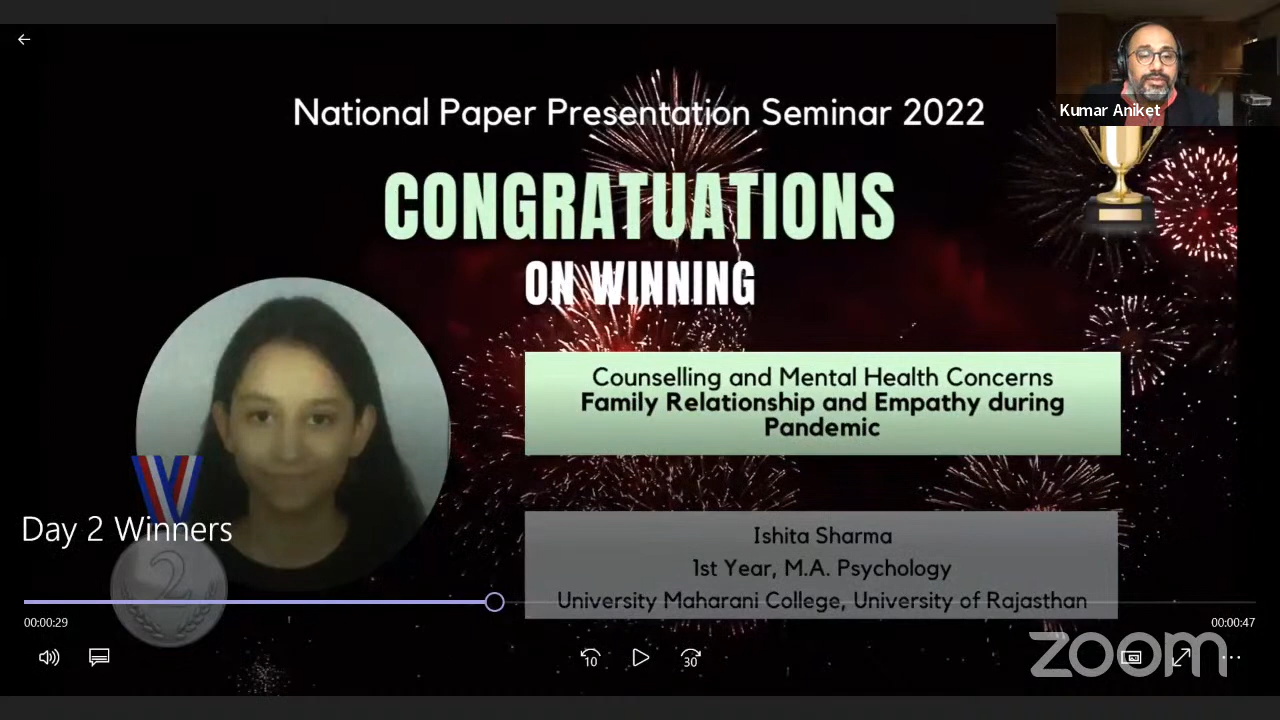 Kumar Aniket
National Paper Presentation Seminar 2022
CONGRATUATIONS
ON WINNING
Counselling and Mental Health Concerns
Family Relationship and Empathy during
Pandemic
Day 2 Winners
2
Ishita Sharma
1st Year, M.A. Psychology
University Maharani College, University of Rajasthan
00:00:29
00:00:47
10
30
zoom